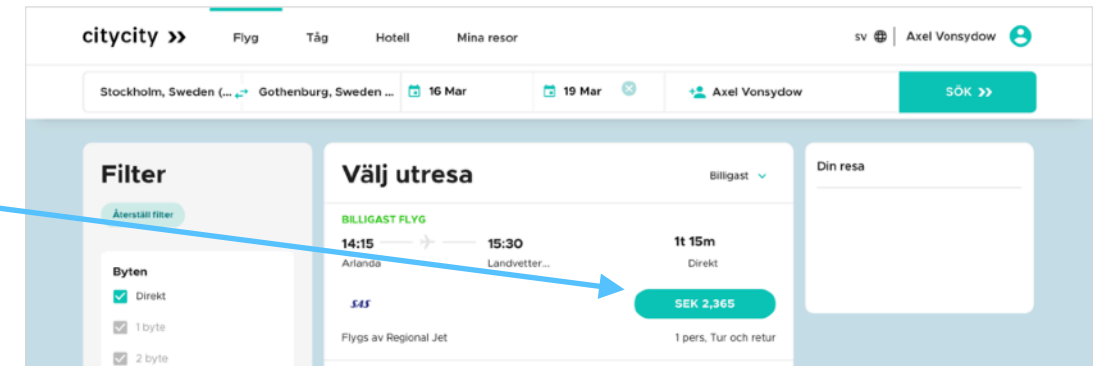 citycity >> Flyg Tåg Hotell Mina resor sv Axel Vonsydow
Stockholm, Sweden (... Gothenburg, Sweden ... 16 Mar 19 Mar Axel Vonsydow SÖK >>
Filter
Återställ filter
Byten
Direkt
1 byte
2 byte
Välj utresa Billigast
BILLIGAST FLYG
14:15 15:30 1t 15m
Arlanda Landvetter... Direkt
SAS SEK 2,365
Flygs av Regional Jet 1 pers, Tur och retur
Din resa